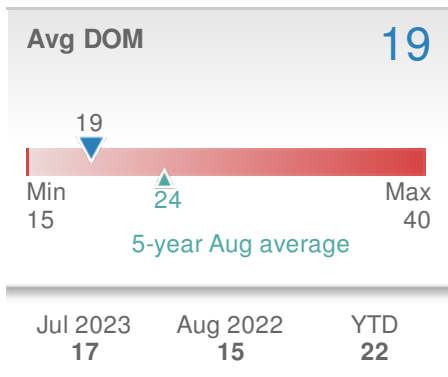 Avg DOM 19
19
Min Max
15 24 40
5-year Aug average
Jul 2023 Aug 2022 YTD
17 15 22